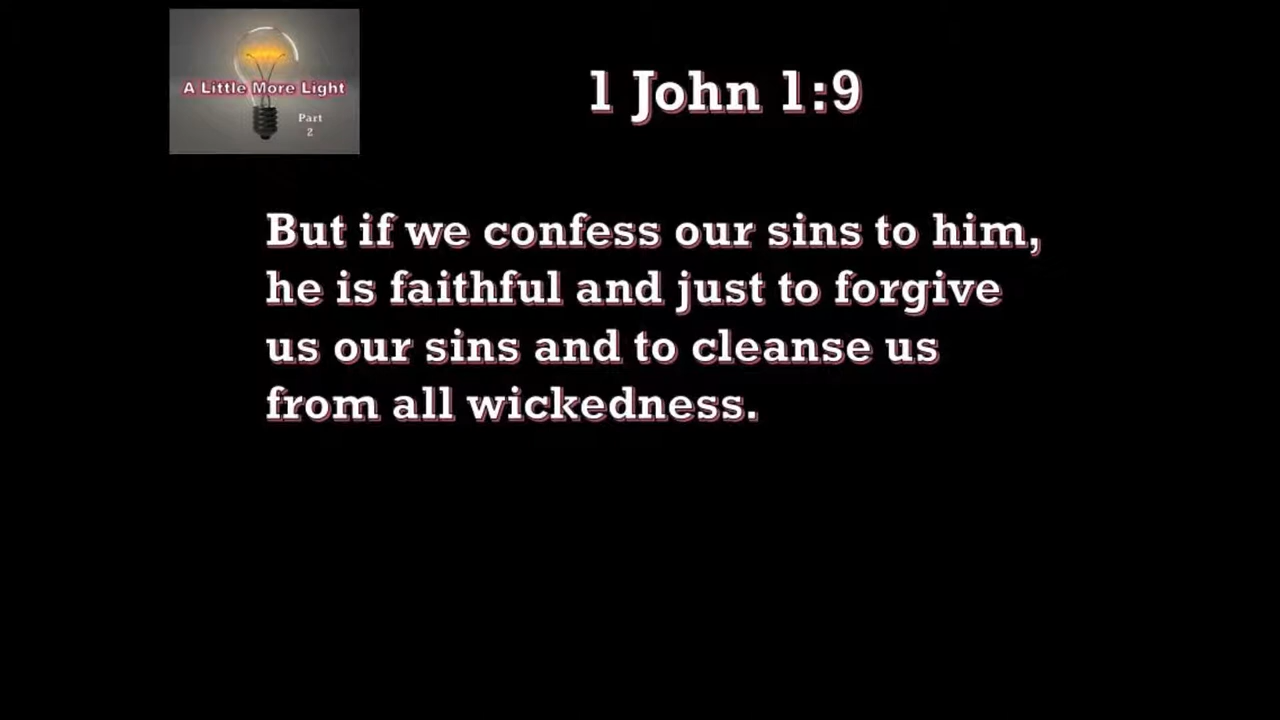 A Little More Light
Part
2
1 John 1:9
But if we confess our sins to him,
he is faithful and just to forgive
us our sins and to cleanse us
from all wickedness.